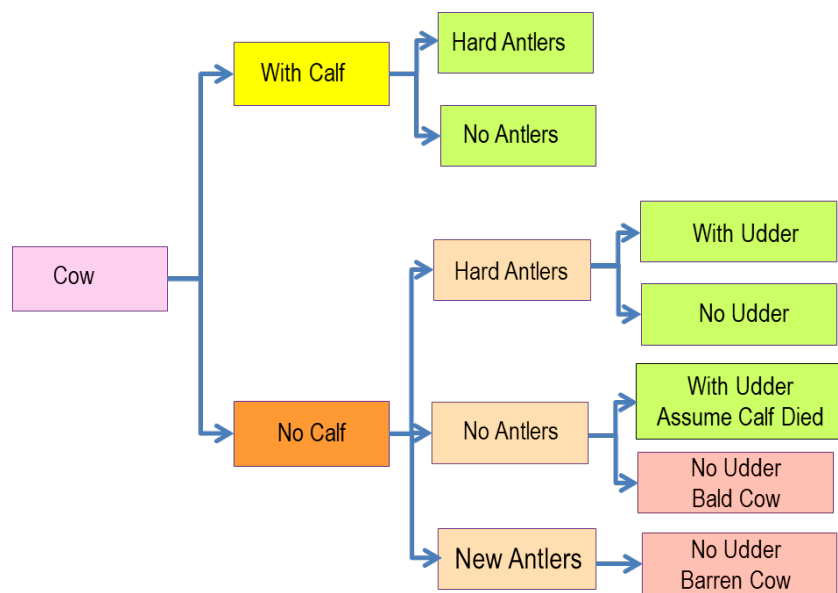 Cow
With Calf
Hard Antlers
No Antlers
No Calf
Hard Antlers
With Udder
No Udder
No Antlers
With Udder
Assume Calf Died
No Udder
Bald Cow
New Antlers
No Udder
Barren Cow